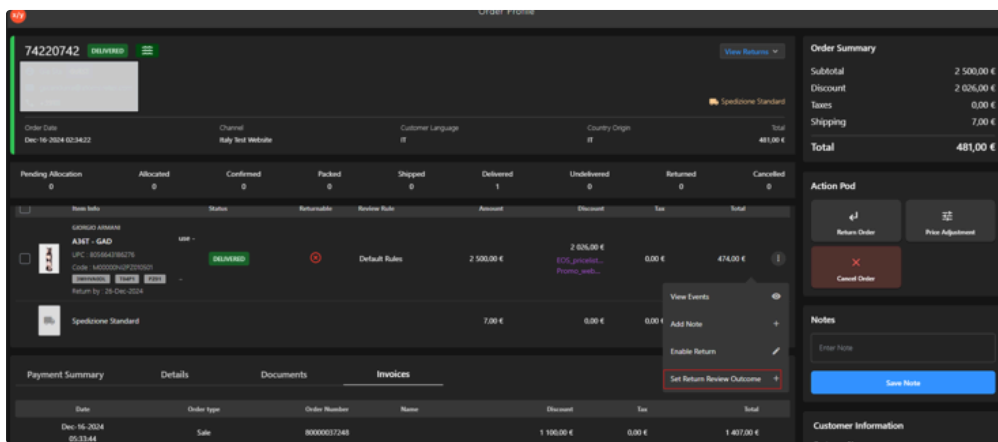 x/y
Order Profile
74220742 DELIVERED
View Returns
Spedizione Standard
Order Date Channel Customer Language Country Origin Total
Dec-16-2024 02:34:22 Italy Test Website IT IT 481,00 €
Pending Allocation Allocated Confirmed Packed Shipped Delivered Undelivered Returned Cancelled
0 0 0 0 0 1 0 0 0
Item Info Status Returnable Review Rule Amount Discount Tax Total
GIORGIO ARMANI
A36T - GAD
use -
UPC : 8056643186276
Return by : 26-Dec-2024
DELIVERED
Default Rules
2 500,00 €
2 026,00 €
EOS_pricelist...
Promo_web...
0,00 €
474,00 €
Spedizione Standard 7,00 € 0,00 € 0,00 €
View Events
Add Note
Enable Return
Set Return Review Outcome
Payment Summary Details Documents Invoices
Date Order type Order Number Name Discount Tax Total
Dec-16-2024
05:33:44
Sale 80000037248 1 100,00 € 0,00 € 1 407,00 €
Order Summary
Subtotal 2 500,00 €
Discount 2 026,00 €
Taxes 0,00 €
Shipping 7,00 €
Total 481,00 €
Action Pod
Return Order
Price Adjustment
Cancel Order
Notes
Enter Note
Save Note
Customer Information